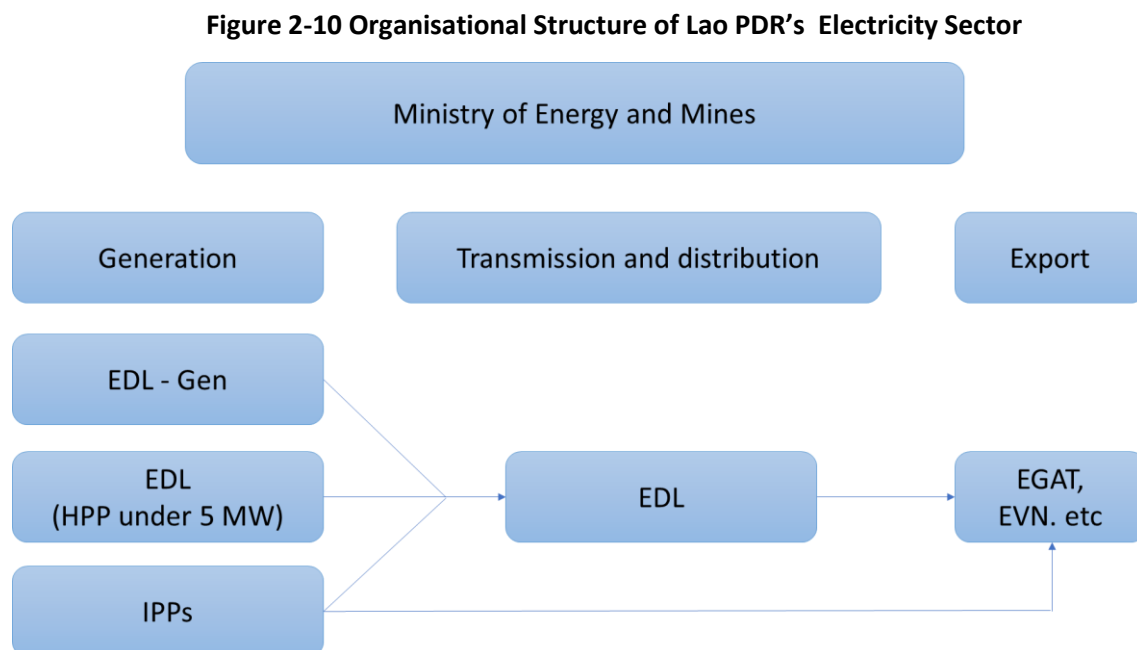 Figure 2-10 Organisational Structure of Lao PDR’s Electricity Sector
Ministry of Energy and Mines
Generation
Transmission and distribution
Export
EDL - Gen
EDL
(HPP under 5 MW)
EDL
EGAT,
EVN. etc
IPPs